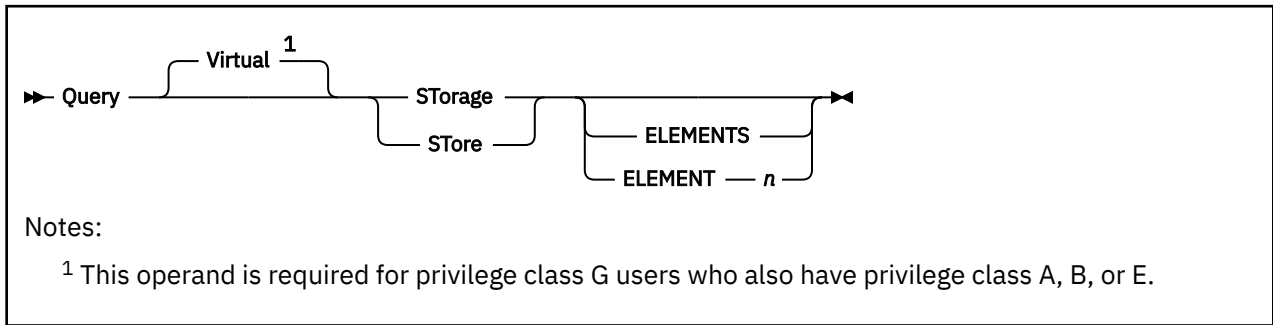 Virtual 1
Query
STorage
STore
ELEMENTS
ELEMENT n
Notes:
1 This operand is required for privilege class G users who also have privilege class A, B, or E.